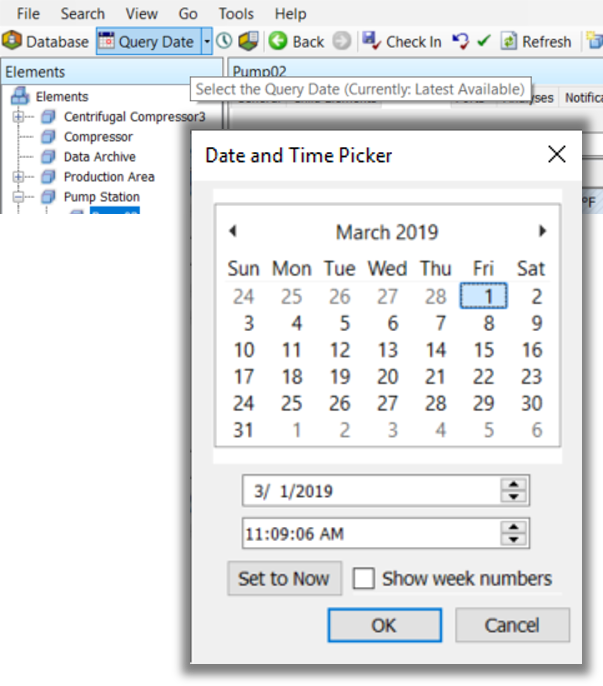 File Search View Go Tools Help
Database Query Date Back Check In Refresh
Elements
Pump02
Select the Query Date (Currently: Latest Available)
Elements
Analyses Notifica
Centrifugal Compressor3
Compressor
Data Archive
Production Area
Pump Station
°F
Date and Time Picker
March 2019
Sun Mon Tue Wed Thu Fri Sat
24 25 26 27 28 1 2
3 4 5 6 7 8 9
10 11 12 13 14 15 16
17 18 19 20 21 22 23
24 25 26 27 28 29 30
31 1 2 3 4 5 6
3/ 1/2019
11:09:06 AM
Set to Now Show week numbers
OK Cancel